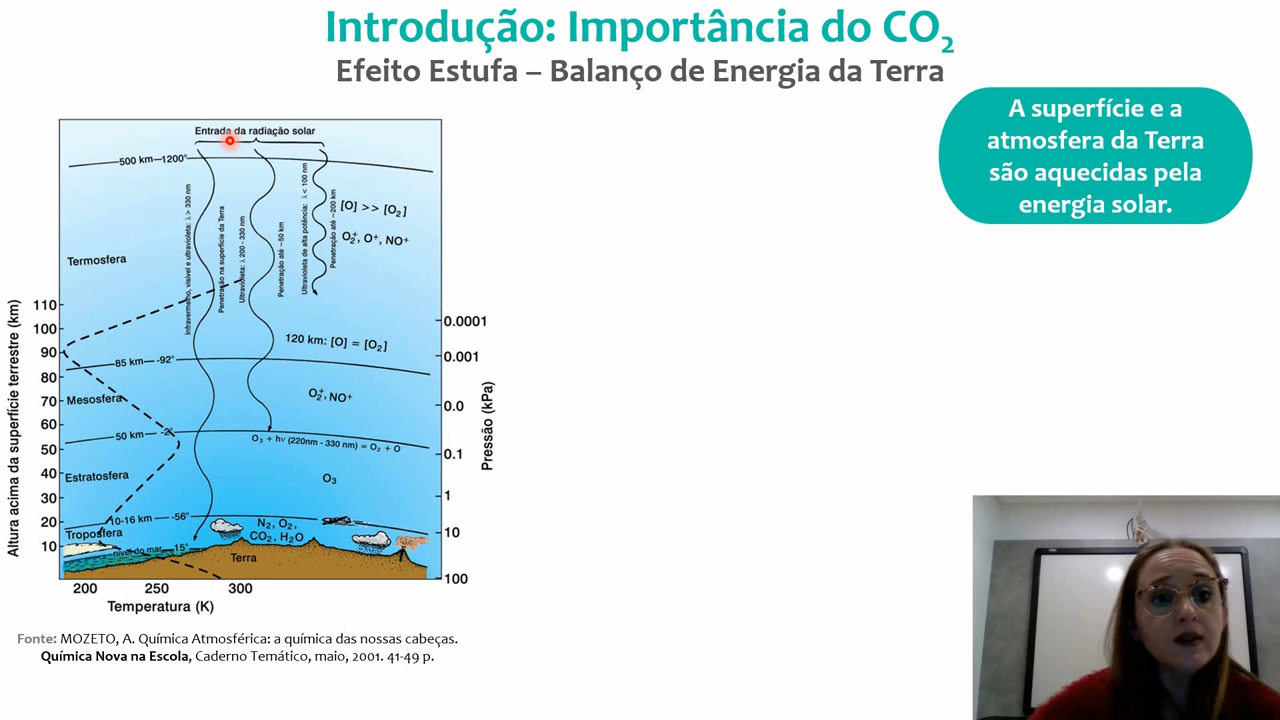 Introdução: Importância do CO₂
Efeito Estufa – Balanço de Energia da Terra
A superfície e a
atmosfera da Terra
são aquecidas pela
energia solar.
Entrada da radiação solar
500 km 1200°
Infravermelho, visível e ultravioleta: λ > 330 nm
Penetração na superfície da Terra
Ultravioleta: λ 200 - 330 nm
Penetração até ~50 km
Ultravioleta de alta potência: λ < 100 nm
Penetração até ~200 km
[O] >> [O₂]
O₂⁺, O⁺, NO⁺
Termosfera
120 km: [O] = [O₂]
85 km -92°
Mesosfera
O₂⁺, NO⁺
50 km -2°
O₃ + hν (220nm - 330 nm) = O₂ + O
Estratosfera
O₃
10-16 km -56°
Troposfera
N₂, O₂,
CO₂, H₂O
nível do mar 15°
Terra
Altura acima da superfície terrestre (km)
110
100
90
80
70
60
50
40
30
20
10
0.0001
0.001
0.0
0.1
1
10
100
Pressão (kPa)
200 250 300
Temperatura (K)
Fonte: MOZETO, A. Química Atmosférica: a química das nossas cabeças.
Química Nova na Escola, Caderno Temático, maio, 2001. 41-49 p.